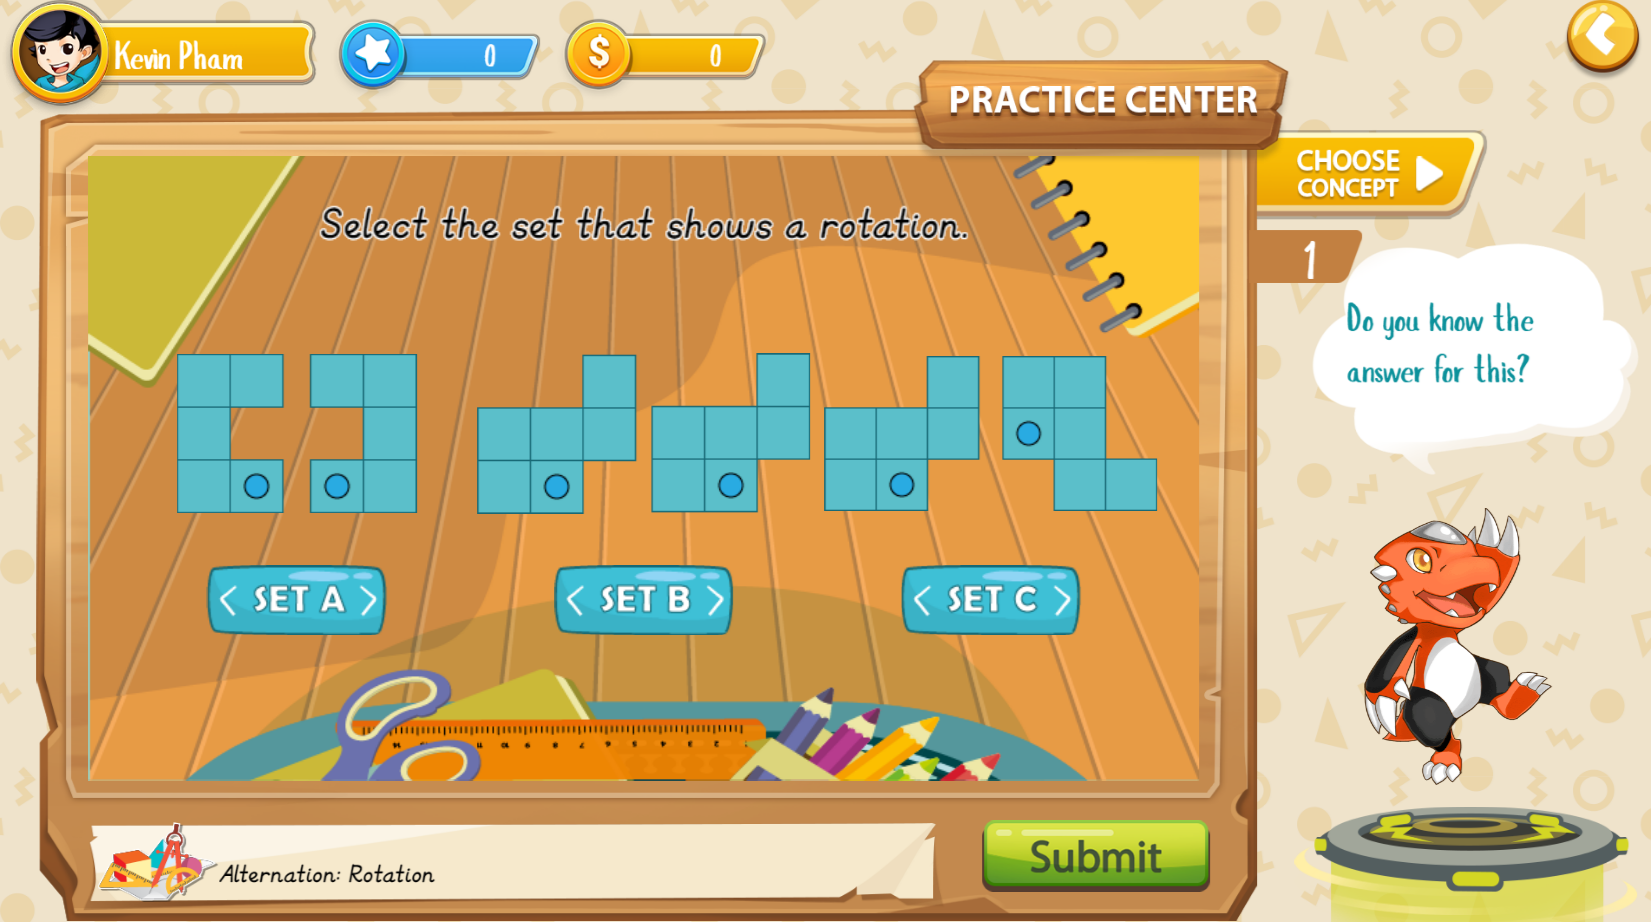 Kevin Pham
0
0
PRACTICE CENTER
CHOOSE
CONCEPT
Select the set that shows a rotation.
1
Do you know the
answer for this?
< SET A >
< SET B >
< SET C >
Alternation: Rotation
Submit